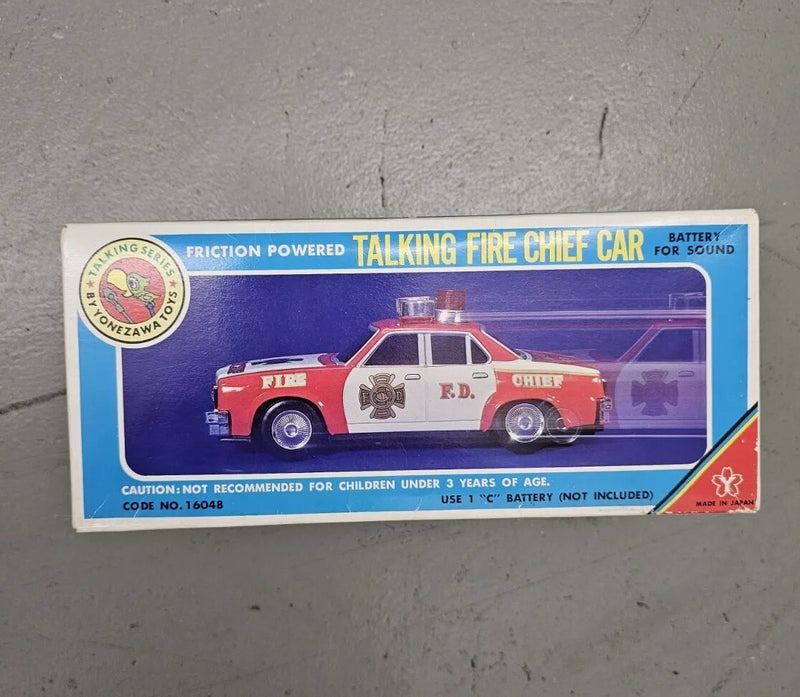 TALKING SERIES
BY YONEZAWA TOYS
FRICTION POWERED
TALKING FIRE CHIEF CAR
BATTERY
FOR SOUND
FIRE
F D
F.D.
CHIEF
CAUTION: NOT RECOMMENDED FOR CHILDREN UNDER 3 YEARS OF AGE.
CODE NO. 16048
USE 1 "C" BATTERY (NOT INCLUDED)
Y
MADE IN JAPAN